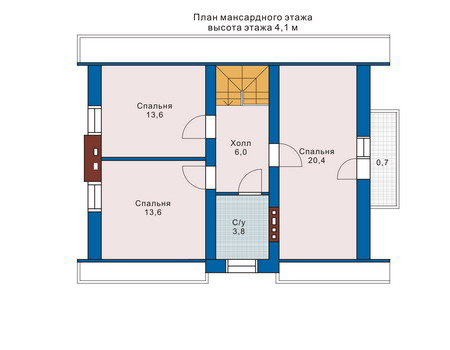 План мансардного этажа
высота этажа 4,1 м
Спальня
13,6
Холл
6,0
Спальня
20,4
0,7
Спальня
13,6
С/у
3,8